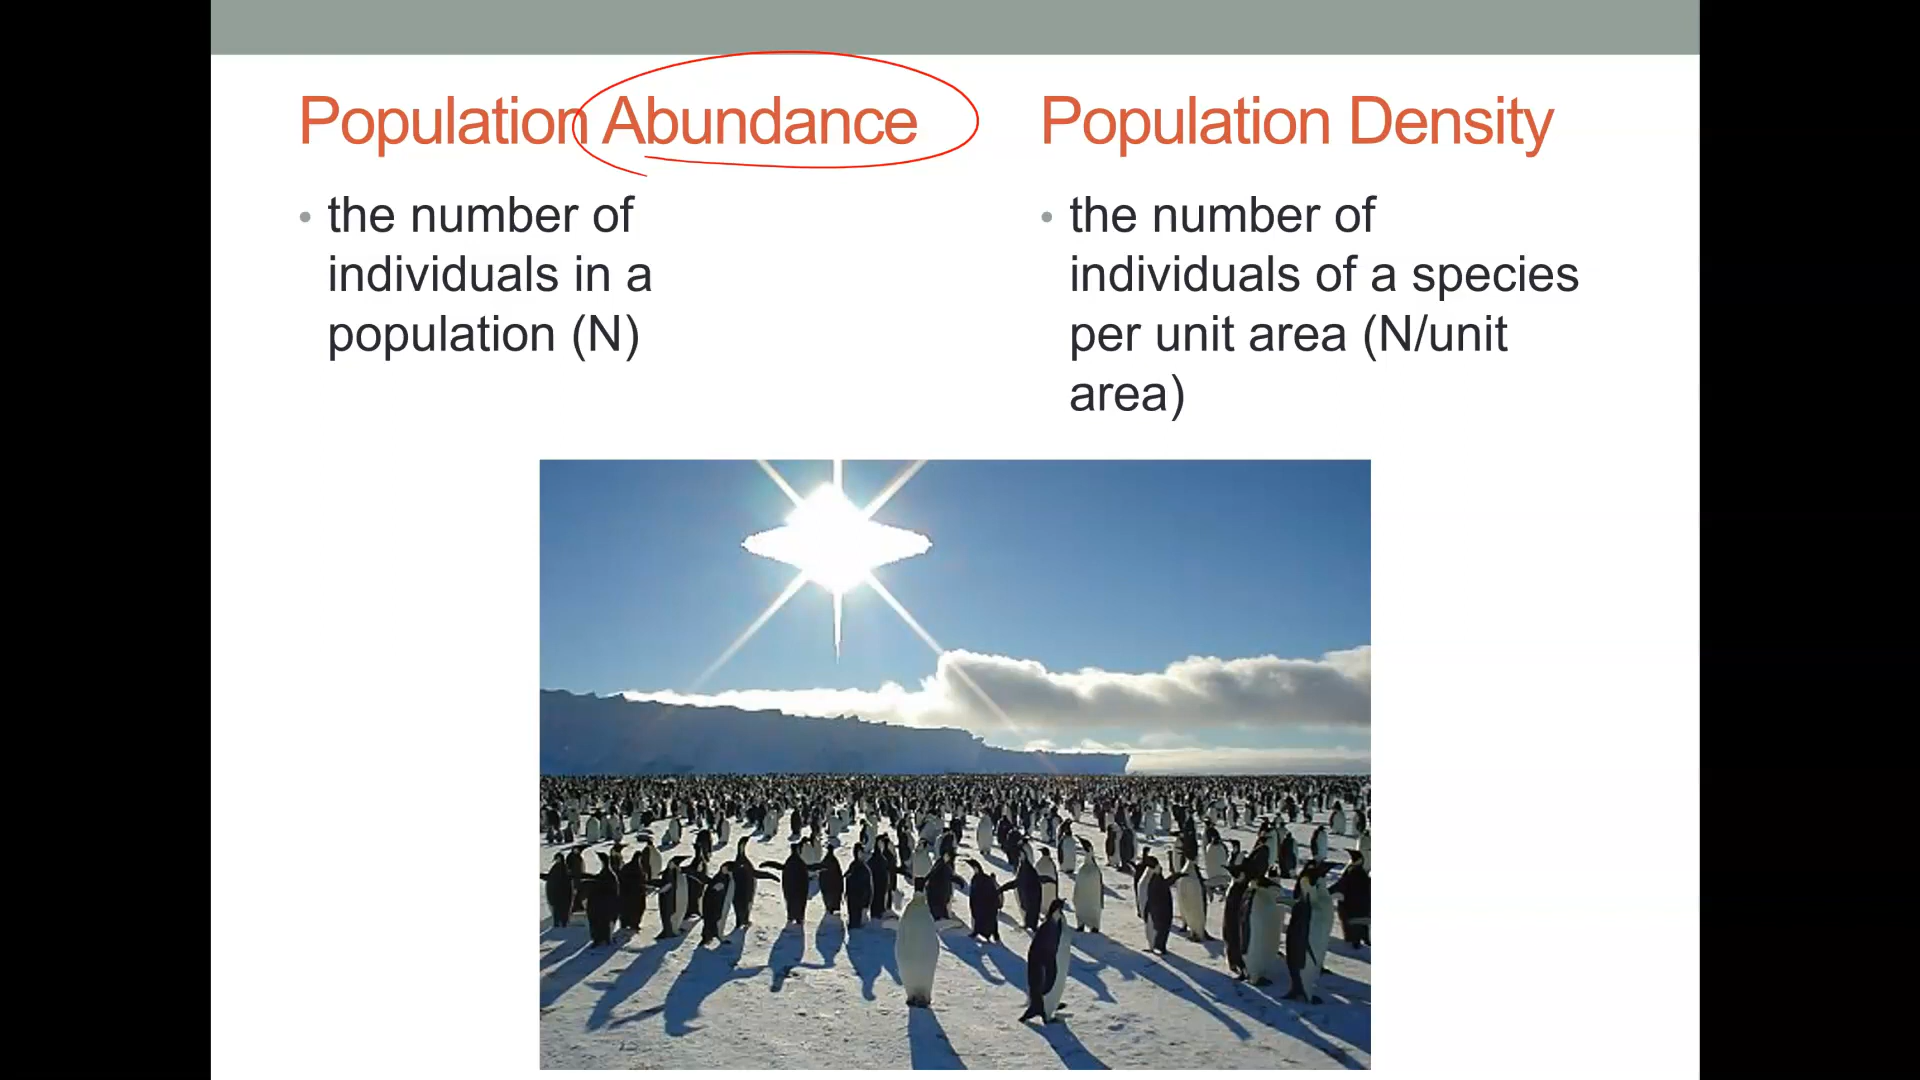 Population Abundance
• the number of
individuals in a
population (N)
Population Density
• the number of
individuals of a species
per unit area (N/unit
area)